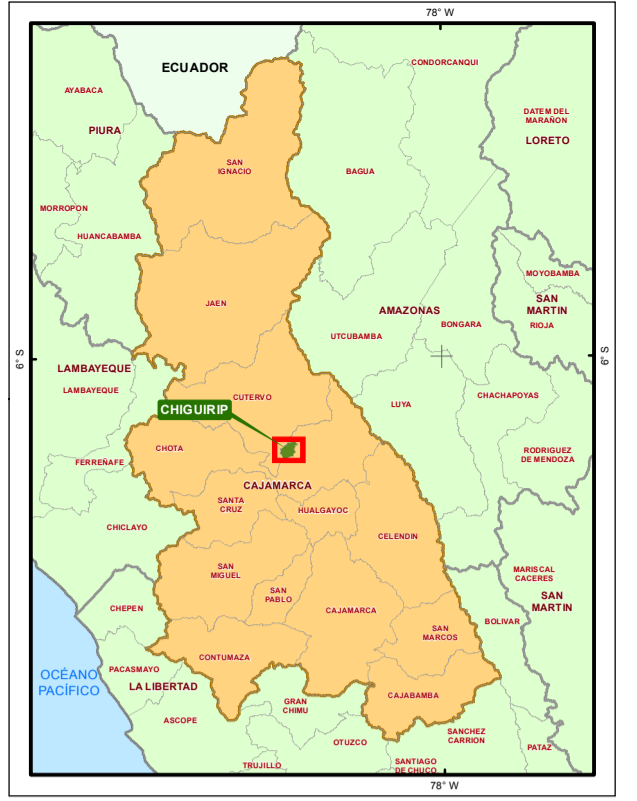 78° W
ECUADOR
CONDORCANQUI
AYABACA
DATEM DEL
MARAÑON
LORETO
PIURA
SAN
IGNACIO
BAGUA
MORROPON
HUANCABAMBA
MOYOBAMBA
JAEN
SAN
MARTIN
AMAZONAS
BONGARA
RIOJA
UTCUBAMBA
6° S
6° S
LAMBAYEQUE
LAMBAYEQUE
CUTERVO
CHACHAPOYAS
LUYA
CHIGUIRIP
CHOTA
RODRIGUEZ
DE MENDOZA
FERREÑAFE
CAJAMARCA
SANTA
CRUZ
HUALGAYOC
CHICLAYO
CELENDIN
SAN
MIGUEL
MARISCAL
CACERES
SAN
MARTIN
SAN
PABLO
CHEPEN
CAJAMARCA
BOLIVAR
SAN
MARCOS
CONTUMAZA
OCÉANO
PACÍFICO
PACASMAYO
LA LIBERTAD
CAJABAMBA
GRAN
CHIMU
ASCOPE
SANCHEZ
CARRION
OTUZCO
PATAZ
TRUJILLO
SANTIAGO
DE CHUCO
78° W